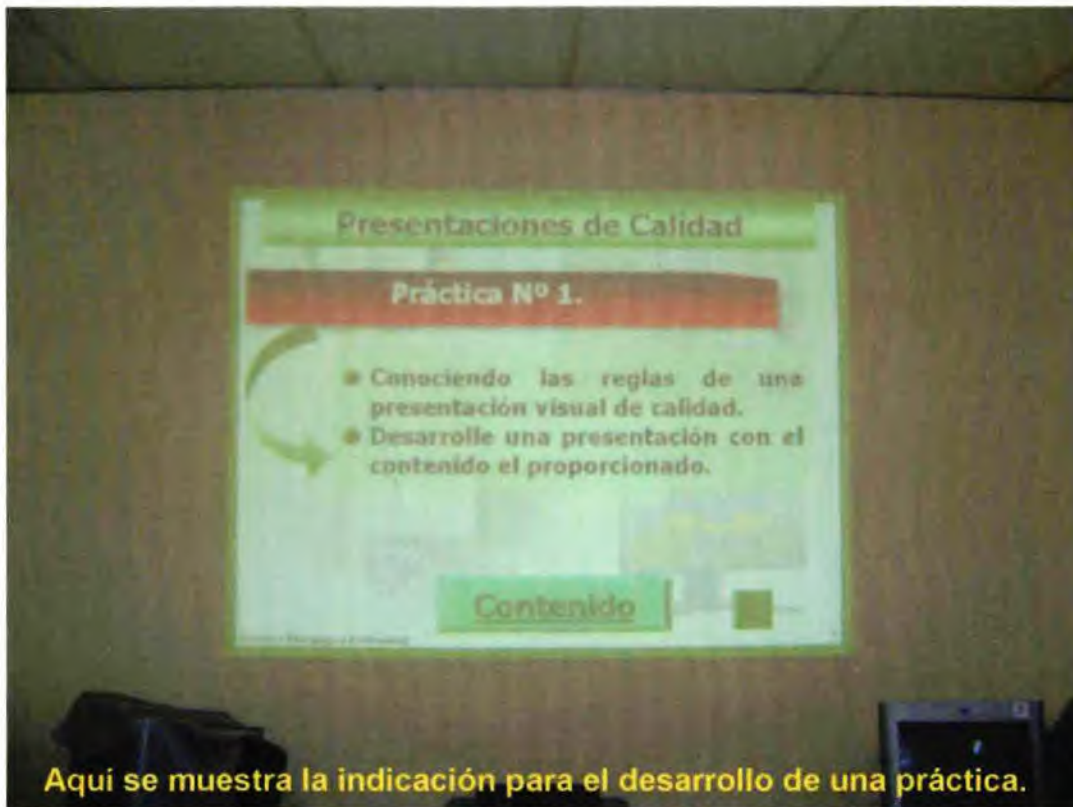 Presentaciones de Calidad
Práctica Nº 1.
Conociendo las reglas de una
presentación visual de calidad.
Desarrolle una presentación con el
contenido el proporcionado.
Contenido
Aquí se muestra la indicación para el desarrollo de una práctica.